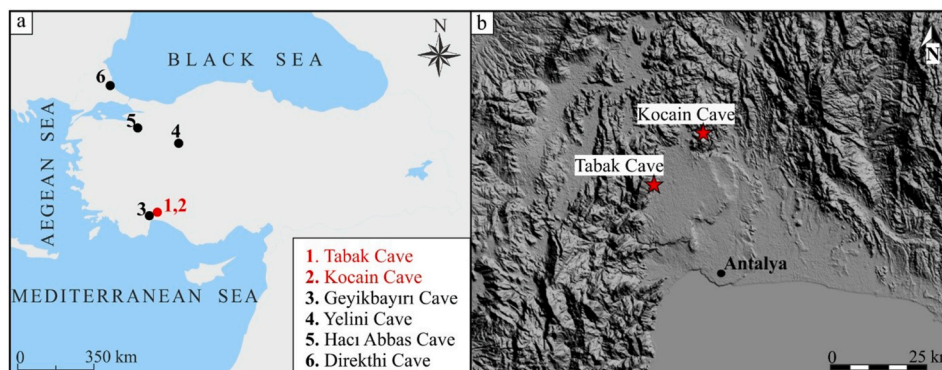 a
N
BLACK SEA
6
AEGEAN SEA
5
4
3
1,2
MEDITERRANEAN SEA
0 350 km
1. Tabak Cave
2. Kocain Cave
3. Geyikbayırı Cave
4. Yelini Cave
5. Hacı Abbas Cave
6. Direkthi Cave
b
N
Kocain Cave
Tabak Cave
Antalya
0 25 km